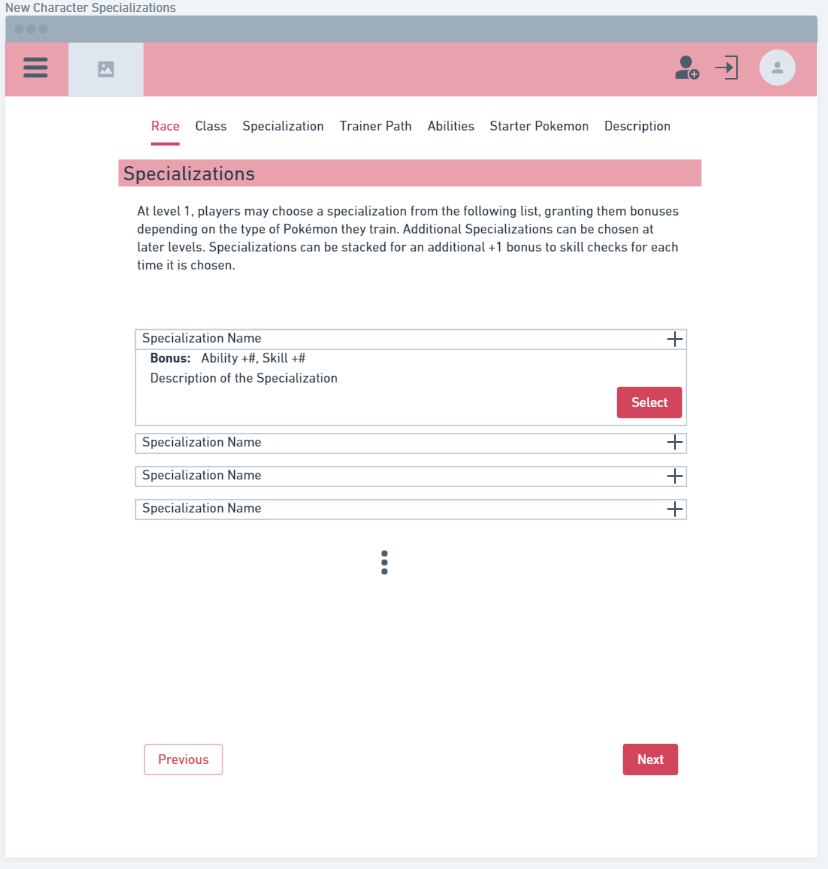 New Character Specializations
Race Class Specialization Trainer Path Abilities Starter Pokemon Description
Specializations
At level 1, players may choose a specialization from the following list, granting them bonuses
depending on the type of Pokémon they train. Additional Specializations can be chosen at
later levels. Specializations can be stacked for an additional +1 bonus to skill checks for each
time it is chosen.
Specialization Name
Bonus: Ability +#, Skill +#
Description of the Specialization
Select
Specialization Name
Specialization Name
Specialization Name
Previous Next